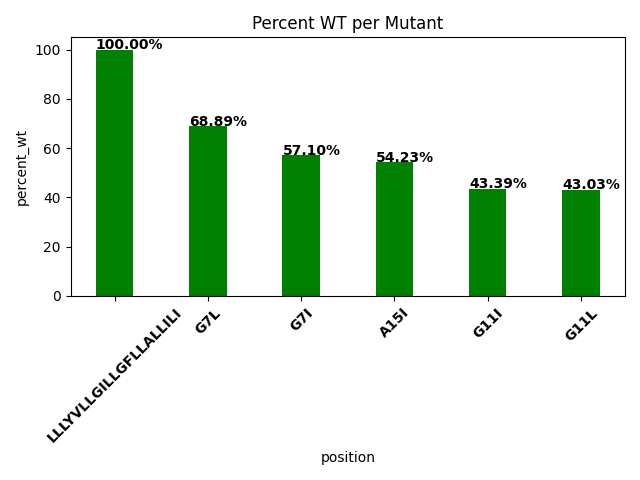 Percent WT per Mutant
percent_wt
100
80
60
40
20
0
100.00%
68.89%
57.10%
54.23%
43.39%
43.03%
LLLYVLLGILLGFLLALLILI
G7L
G7I
A15I
G11I
G11L
position